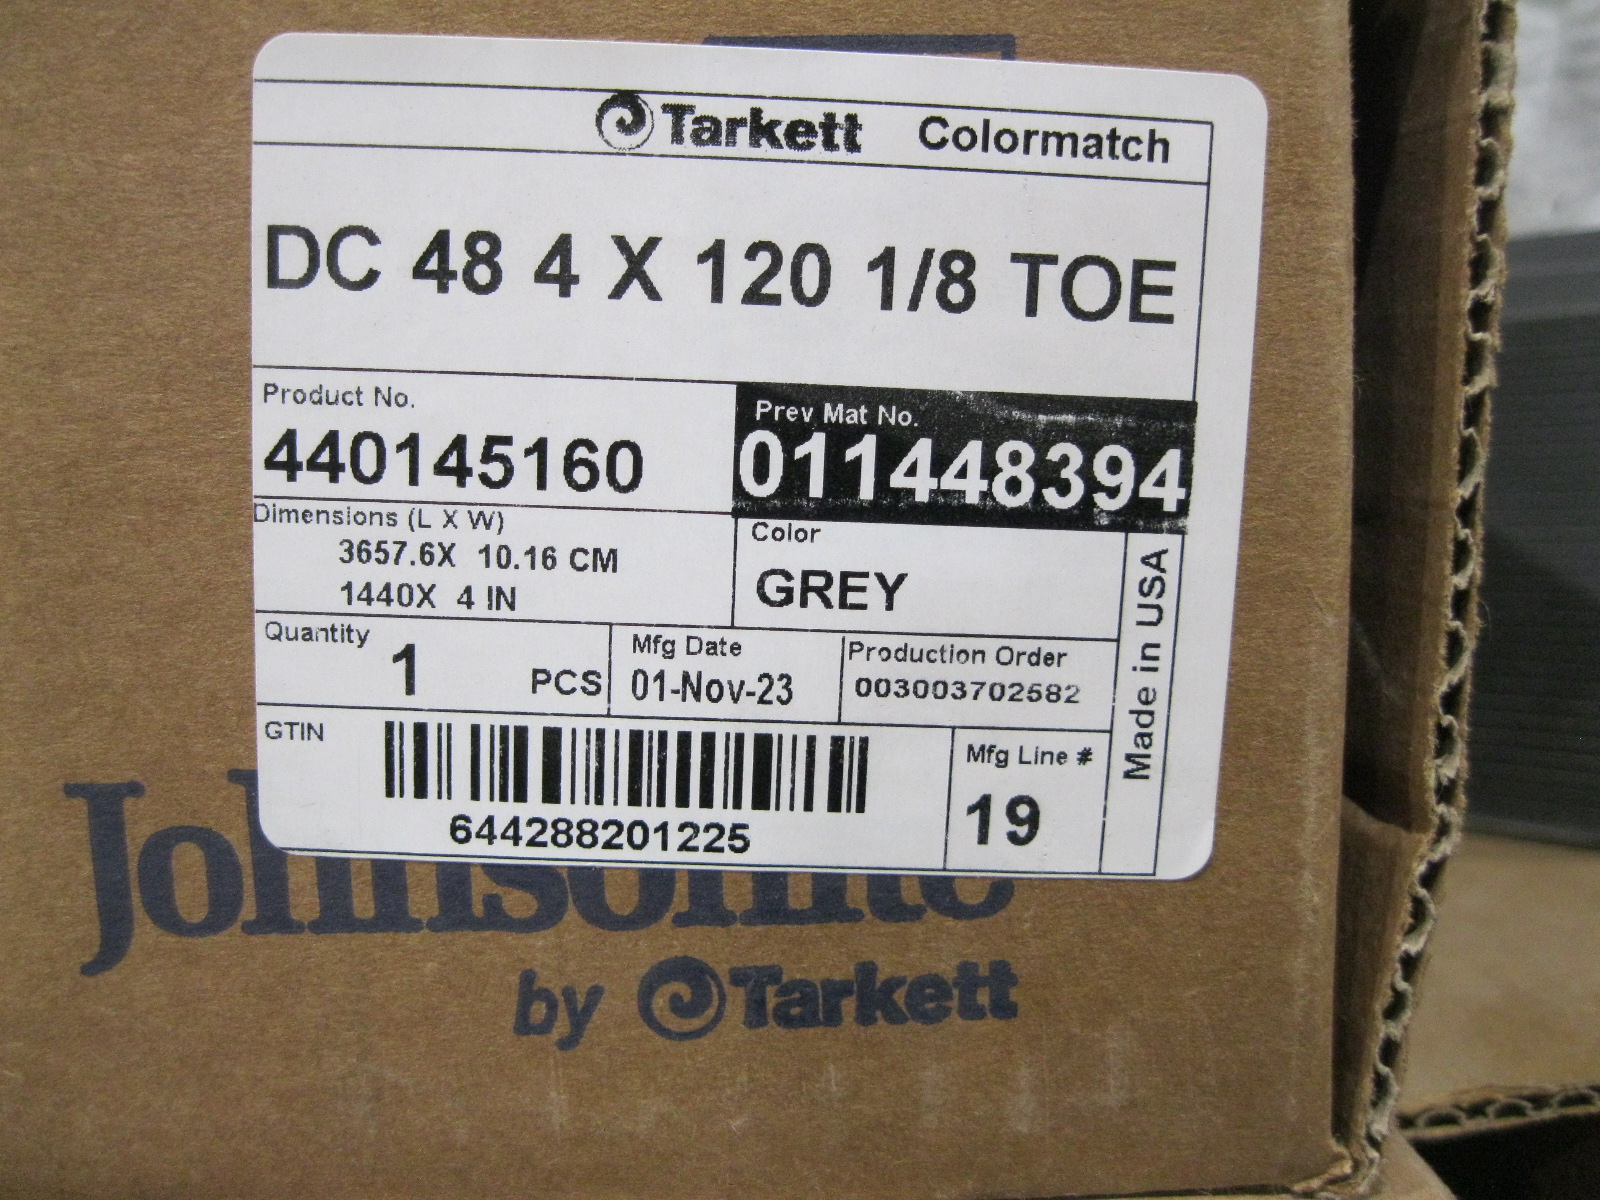 Tarkett Colormatch
DC 48 4 X 120 1/8 TOE
Product No.
440145160
Prev Mat No.
011448394
Dimensions (L X W)
3657.6X 10.16 CM
1440X 4 IN
Color
GREY
Made in USA
Quantity
1 PCS
Mfg Date
01-Nov-23
Production Order
003003702582
GTIN
644288201225
Mfg Line #
19
Johnsonite
by Tarkett